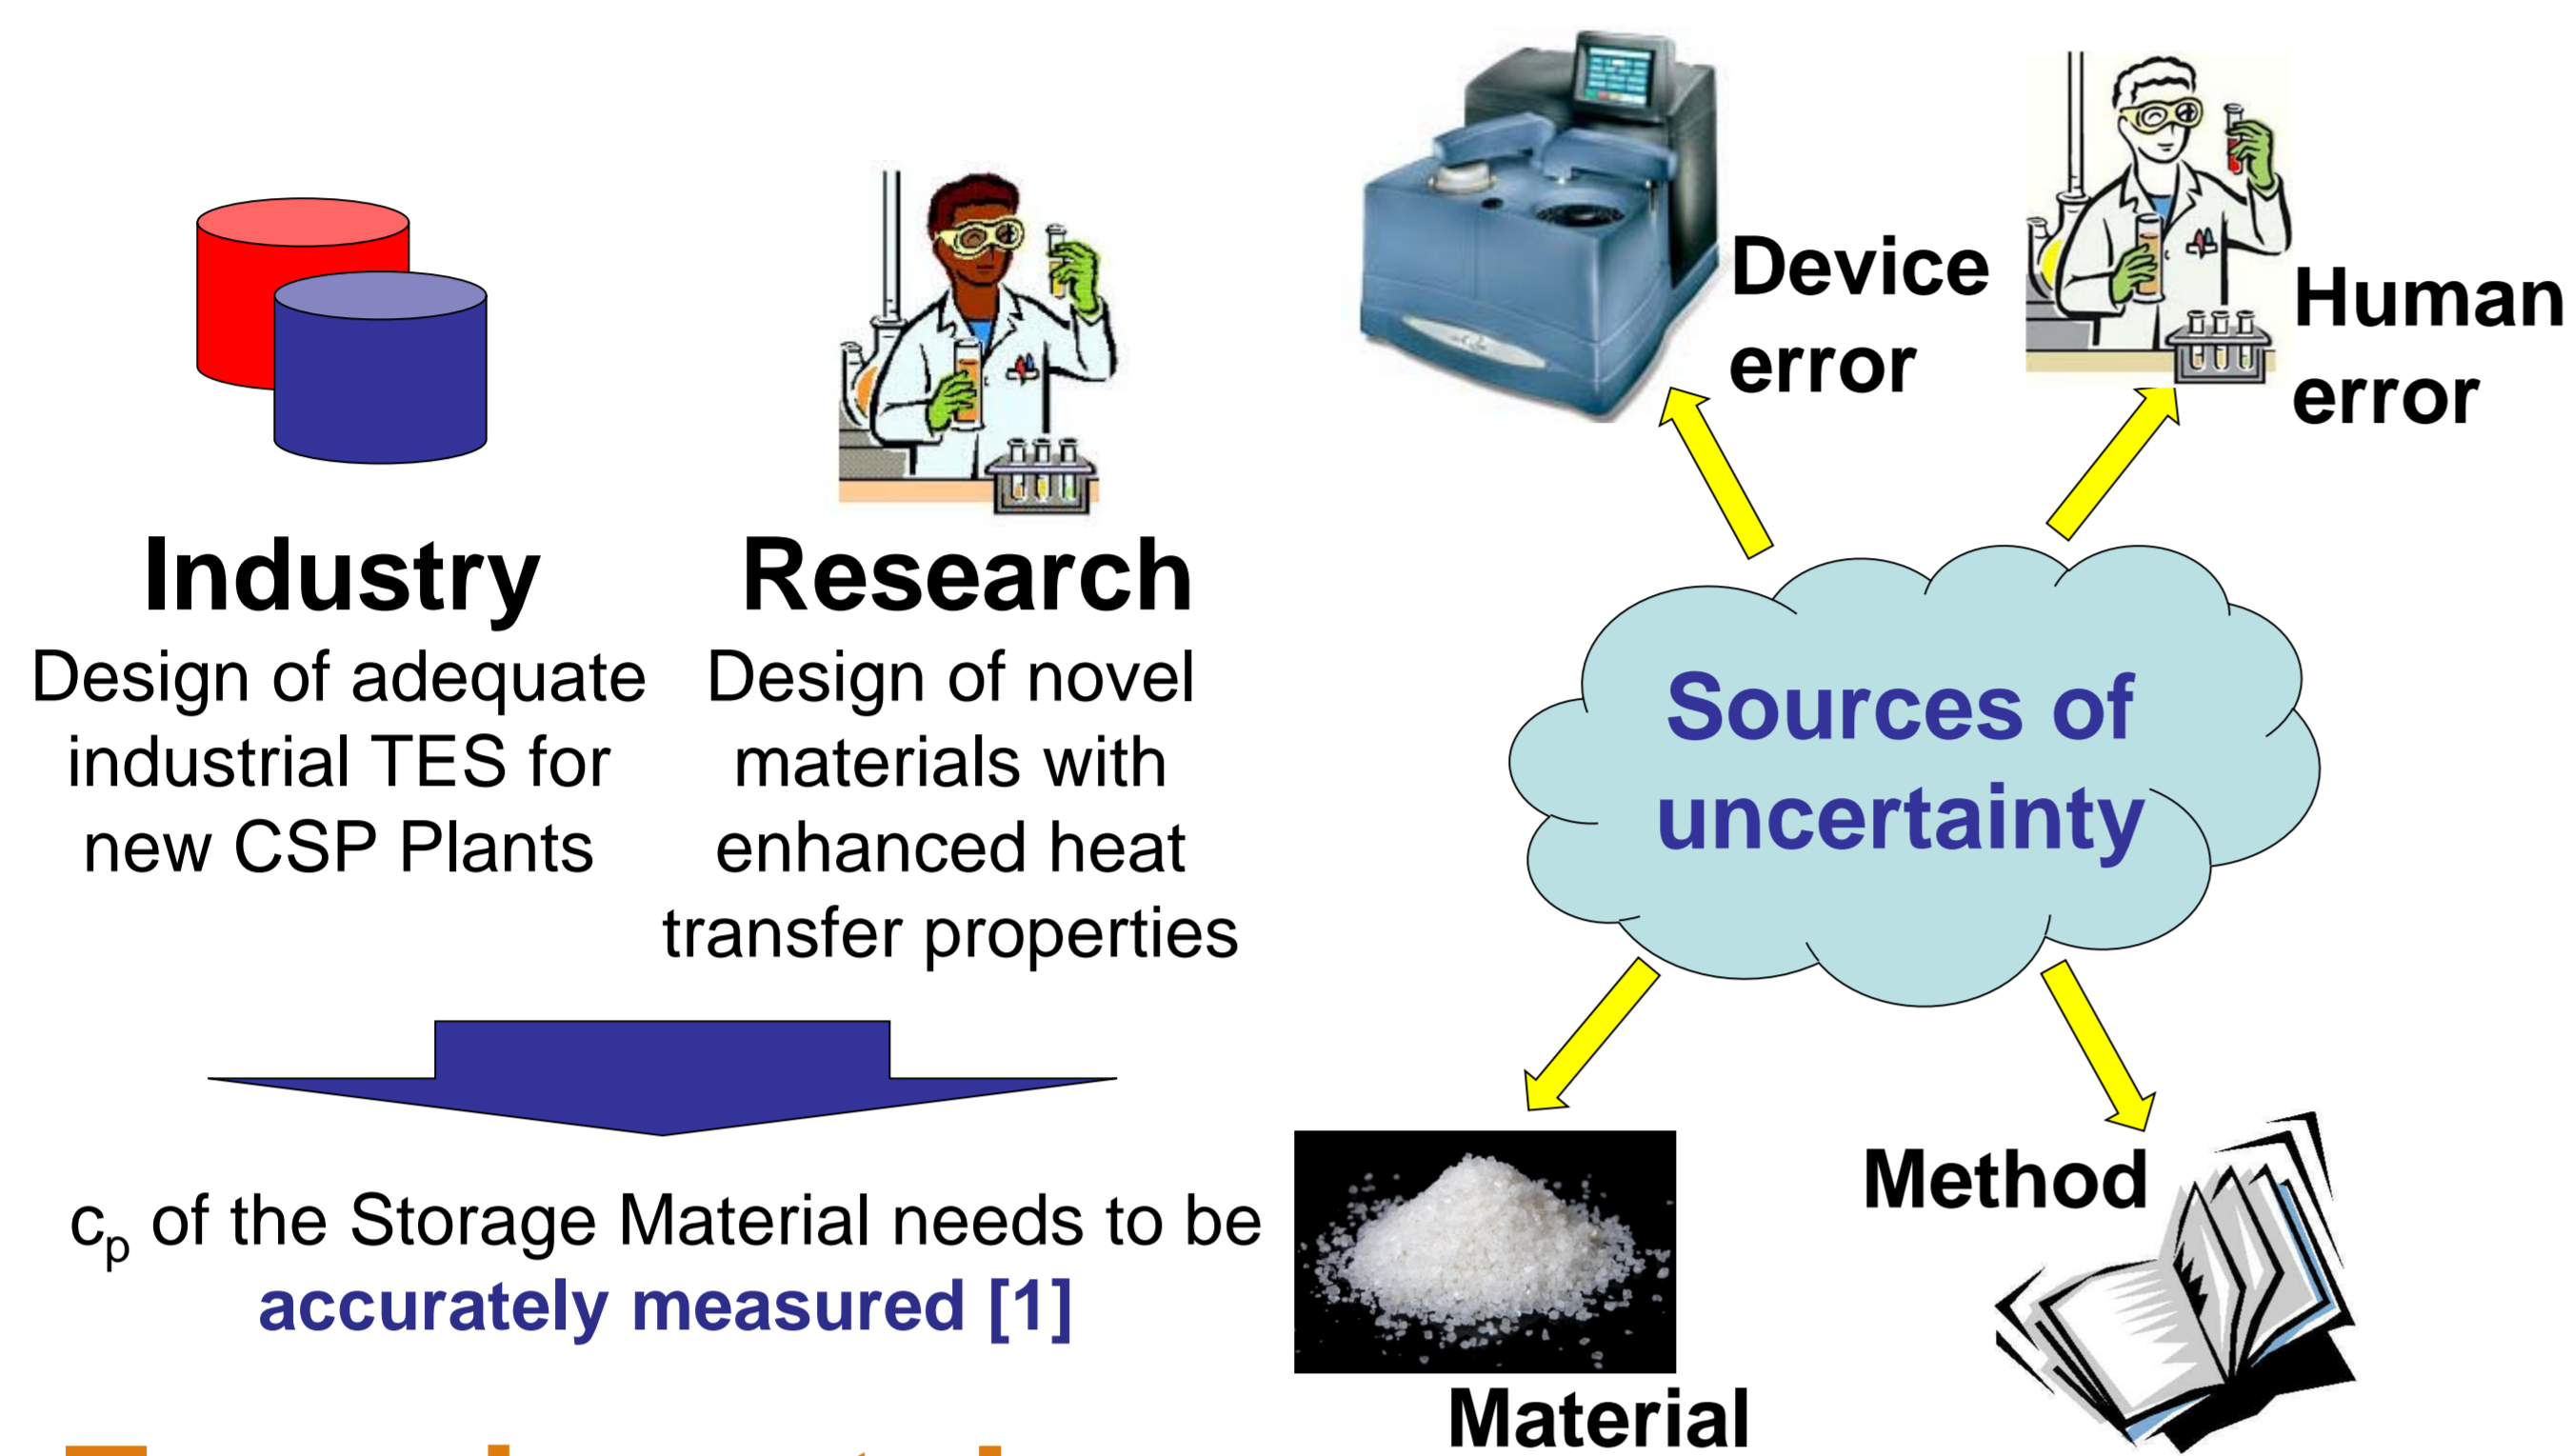 Industry
Design of adequate
industrial TES for
new CSP Plants
Research
Design of novel
materials with
enhanced heat
transfer properties
cp of the Storage Material needs to be
accurately measured [1]
Device
error
Human
error
Sources of
uncertainty
Material
Method